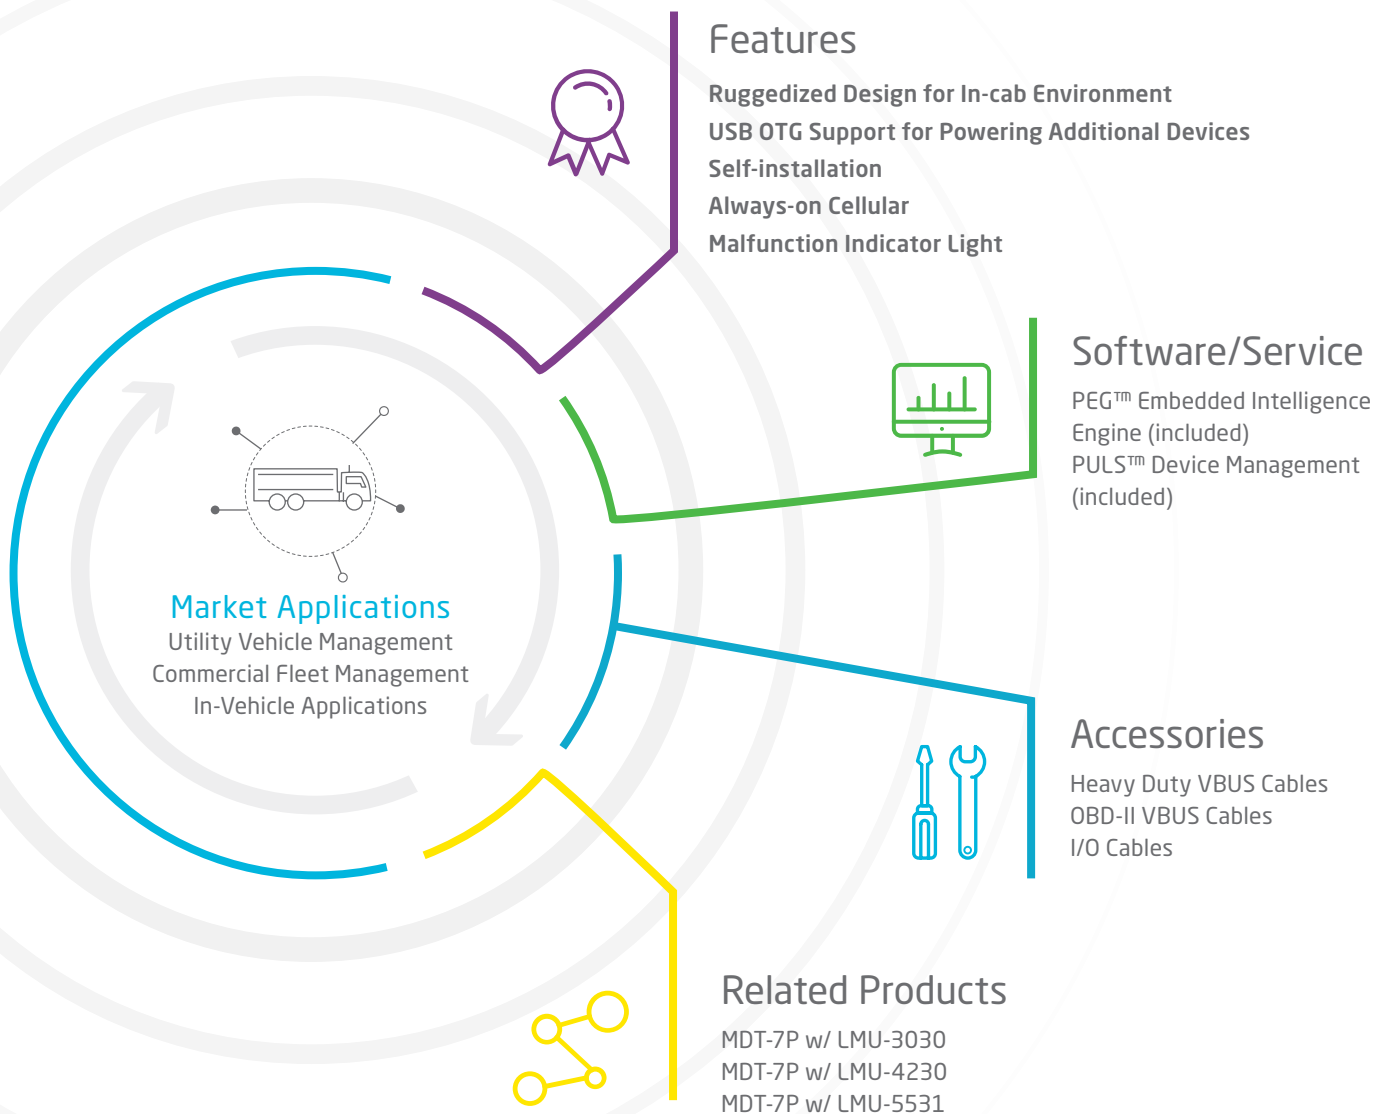 Features
Ruggedized Design for In-cab Environment
USB OTG Support for Powering Additional Devices
Self-installation
Always-on Cellular
Malfunction Indicator Light
Software/Service
PEG™ Embedded Intelligence
Engine (included)
PULS™ Device Management
(included)
Market Applications
Utility Vehicle Management
Commercial Fleet Management
In-Vehicle Applications
Accessories
Heavy Duty VBUS Cables
OBD-II VBUS Cables
I/O Cables
Related Products
MDT-7P w/ LMU-3030
MDT-7P w/ LMU-4230
MDT-7P w/ LMU-5531